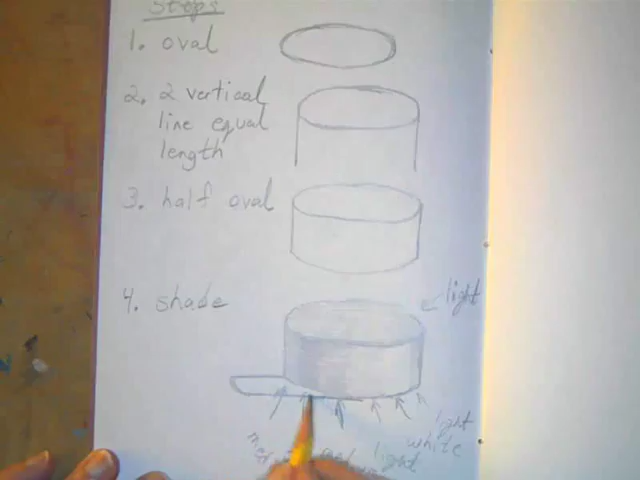 Steps
1. oval
2. 2 vertical
line equal
length
3. half oval
4. shade
light
light
white
light